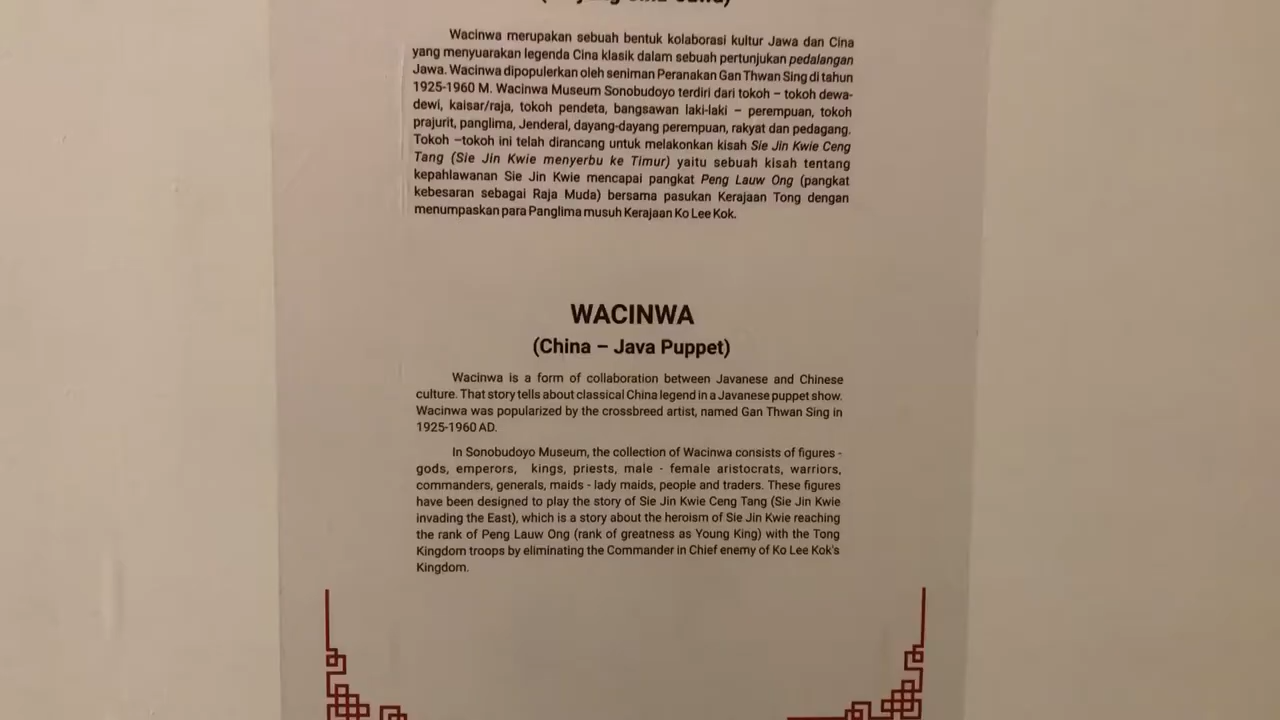 Wacinwa merupakan sebuah bentuk kolaborasi kultur Jawa dan Cina
yang menyuarakan legenda Cina klasik dalam sebuah pertunjukan pedalangan
Jawa. Wacinwa dipopulerkan oleh seniman Peranakan Gan Thwan Sing di tahun
1925-1960 M. Wacinwa Museum Sonobudoyo terdiri dari tokoh – tokoh dewa-
dewi, kaisar/raja, tokoh pendeta, bangsawan laki-laki – perempuan, tokoh
prajurit, panglima, Jenderal, dayang-dayang perempuan, rakyat dan pedagang.
Tokoh –tokoh ini telah dirancang untuk melakonkan kisah Sie Jin Kwie Ceng
Tang (Sie Jin Kwie menyerbu ke Timur) yaitu sebuah kisah tentang
kepahlawanan Sie Jin Kwie mencapai pangkat Peng Lauw Ong (pangkat
kebesaran sebagai Raja Muda) bersama pasukan Kerajaan Tong dengan
menumpaskan para Panglima musuh Kerajaan Ko Lee Kok.
WACINWA
(China – Java Puppet)
Wacinwa is a form of collaboration between Javanese and Chinese
culture. That story tells about classical China legend in a Javanese puppet show.
Wacinwa was popularized by the crossbreed artist, named Gan Thwan Sing in
1925-1960 AD.
In Sonobudoyo Museum, the collection of Wacinwa consists of figures -
gods, emperors, kings, priests, male - female aristocrats, warriors,
commanders, generals, maids - lady maids, people and traders. These figures
have been designed to play the story of Sie Jin Kwie Ceng Tang (Sie Jin Kwie
invading the East), which is a story about the heroism of Sie Jin Kwie reaching
the rank of Peng Lauw Ong (rank of greatness as Young King) with the Tong
Kingdom troops by eliminating the Commander in Chief enemy of Ko Lee Kok's
Kingdom.